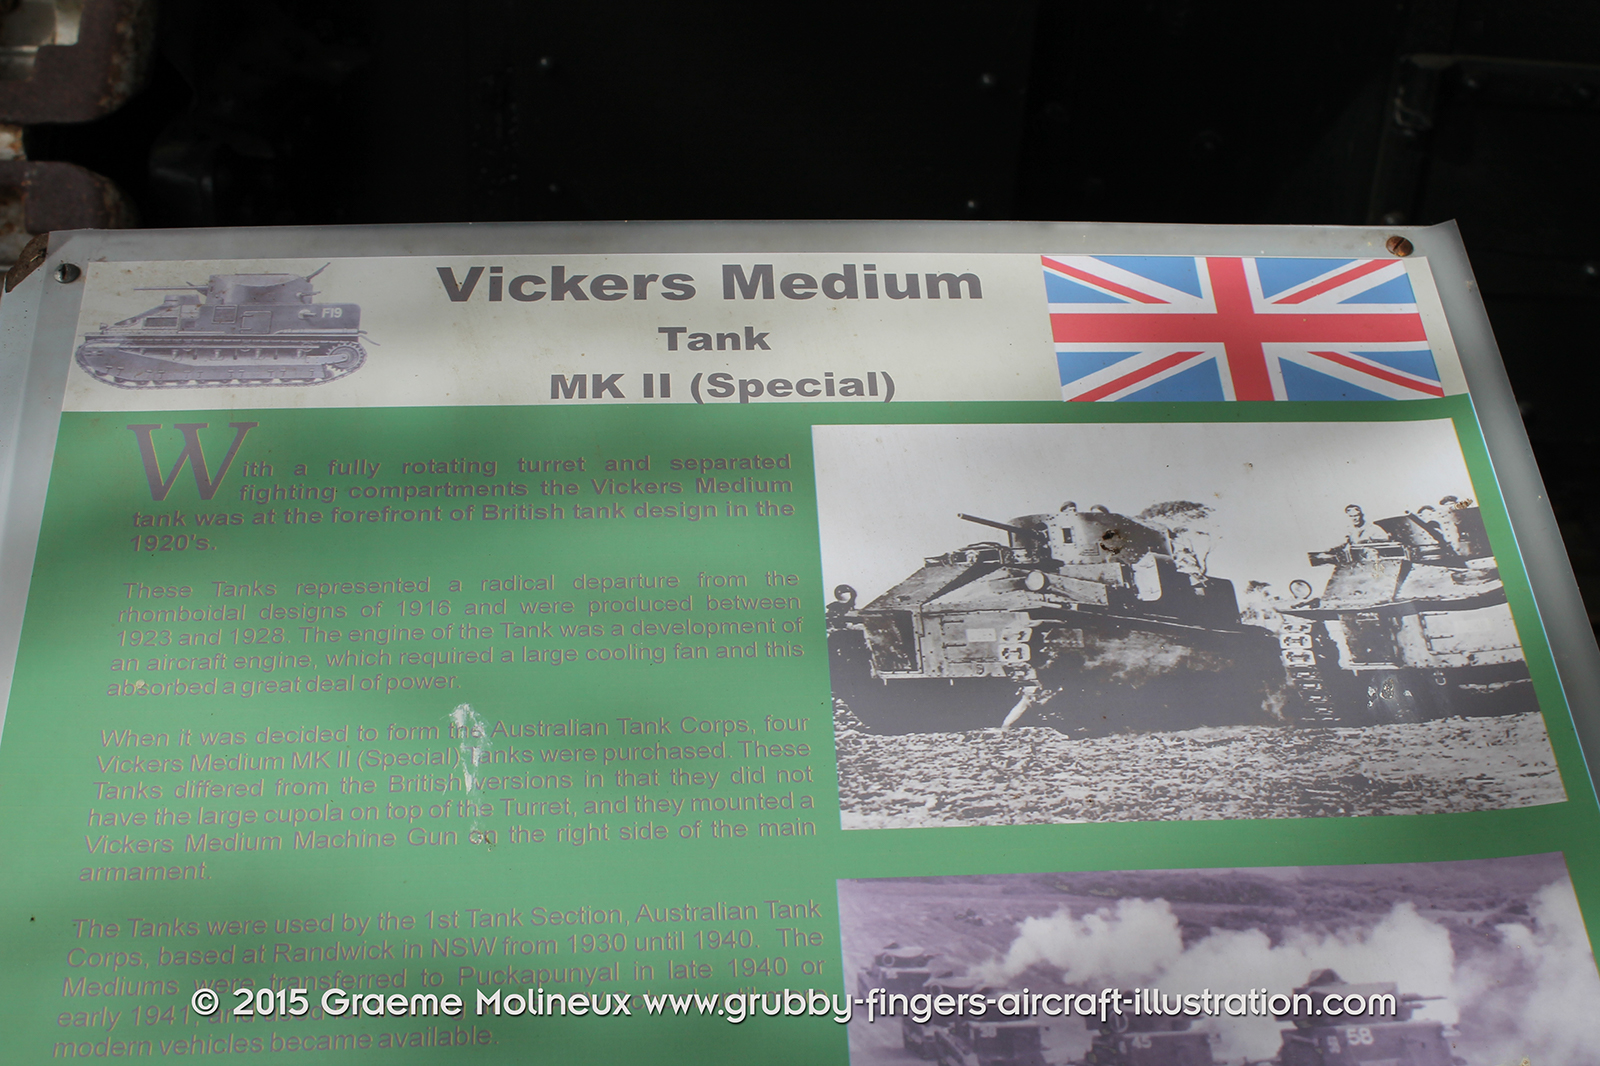 Vickers Medium
Tank
MK II (Special)
F19
With a fully rotating turret and separated
fighting compartments the Vickers Medium
tank was at the forefront of British tank design in the
1920's.
These Tanks represented a radical departure from the
rhomboidal designs of 1916 and were produced between
1923 and 1928. The engine of the Tank was a development of
an aircraft engine, which required a large cooling fan and this
absorbed a great deal of power.
When it was decided to form the Australian Tank Corps, four
Vickers Medium MK II (Special) Tanks were purchased. These
Tanks differed from the British versions in that they did not
have the large cupola on top of the Turret, and they mounted a
Vickers Medium Machine Gun on the right side of the main
armament.
The Tanks were used by the 1st Tank Section, Australian Tank
Corps, based at Randwick in NSW from 1930 until 1940. The
Mediums were transferred to Puckapunyal in late 1940 or
early 1941, and
modern vehicles became available.
45
58
© 2015 Graeme Molineux www.grubby-fingers-aircraft-illustration.com